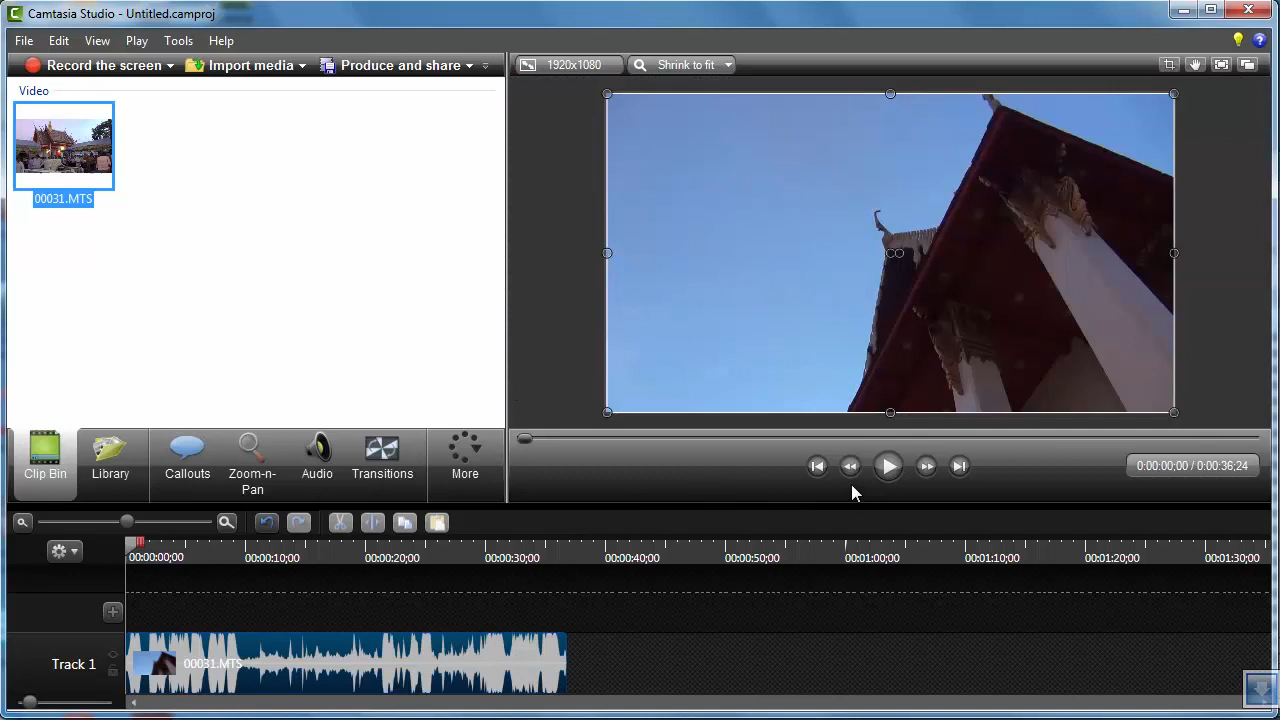 Camtasia Studio - Untitled.camproj
File Edit View Play Tools Help
Record the screen Import media Produce and share
1920x1080 Shrink to fit
Video
00031.MTS
Clip Bin Library Callouts Zoom-n-Pan Audio Transitions More
0:00:00;00 / 0:00:36;24
00:00:00;00 00:00:10;00 00:00:20;00 00:00:30;00 00:00:40;00 00:00:50;00 00:01:00;00 00:01:10;00 00:01:20;00 00:01:30;00
Track 1 00031.MTS